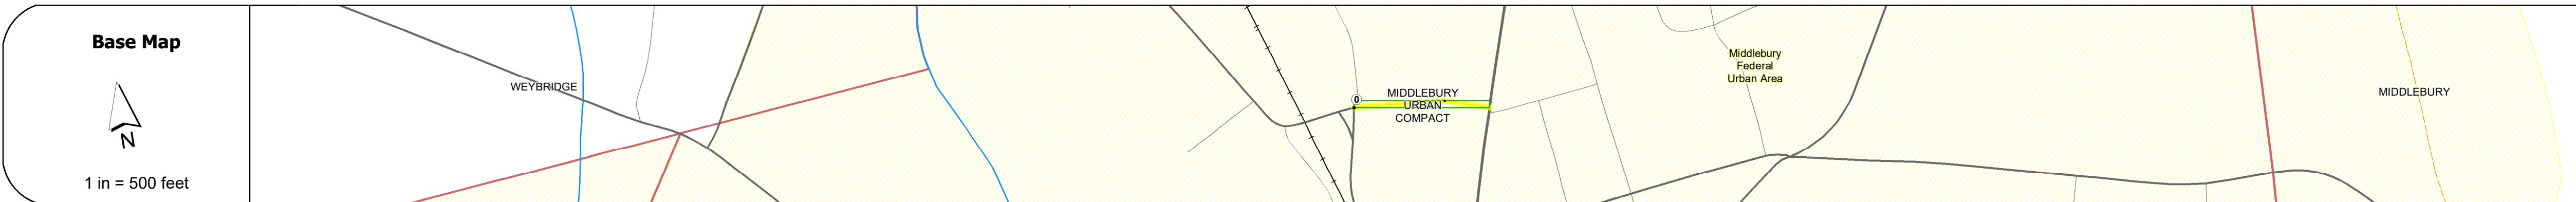 Base Map
N
1 in = 500 feet
WEYBRIDGE
0
MIDDLEBURY
URBAN
COMPACT
Middlebury
Federal
Urban Area
MIDDLEBURY